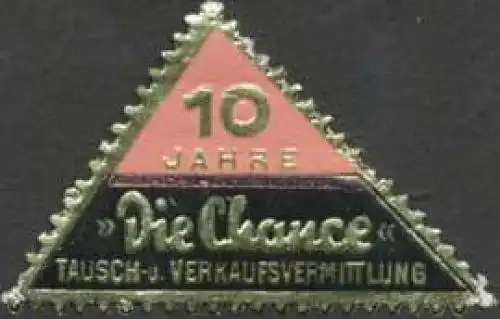 10
JAHRE
»Die Chance«
TAUSCH-u. VERKAUFSVERMITTLUNG